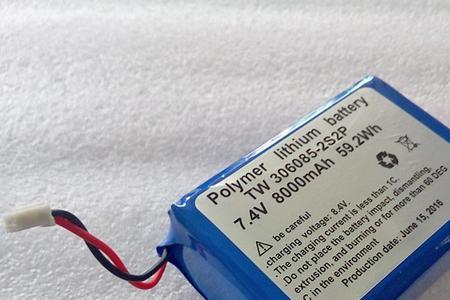 Polymer lithium battery
TW 306085-2S2P
7.4V 8000mAh 59.2Wh
be careful
.charging voltage: 8.4V.
.The charging current is less than 1C.
.Do not place the battery impact, dismantling,
extrusion, and burning or for more than 60 DEG
C in the environment
Production date: June 15, 2016